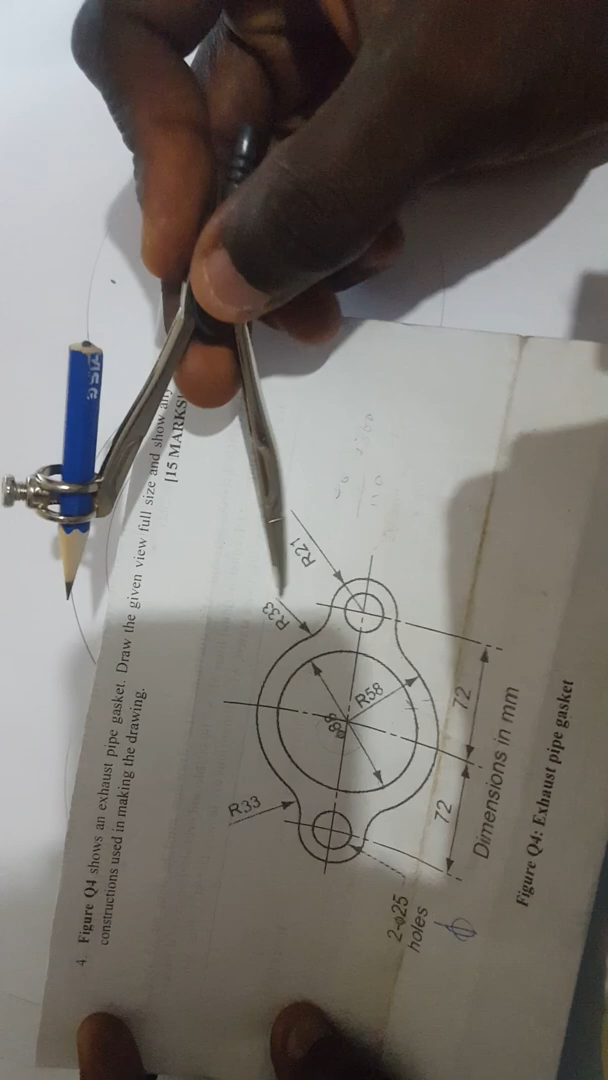 4. Figure Q4 shows an exhaust pipe gasket. Draw the given view full size and show any
constructions used in making the drawing.
[15 MARKS]
R33
R33
R21
R58
72
72
2-ø25
holes
Dimensions in mm
Figure Q4: Exhaust pipe gasket